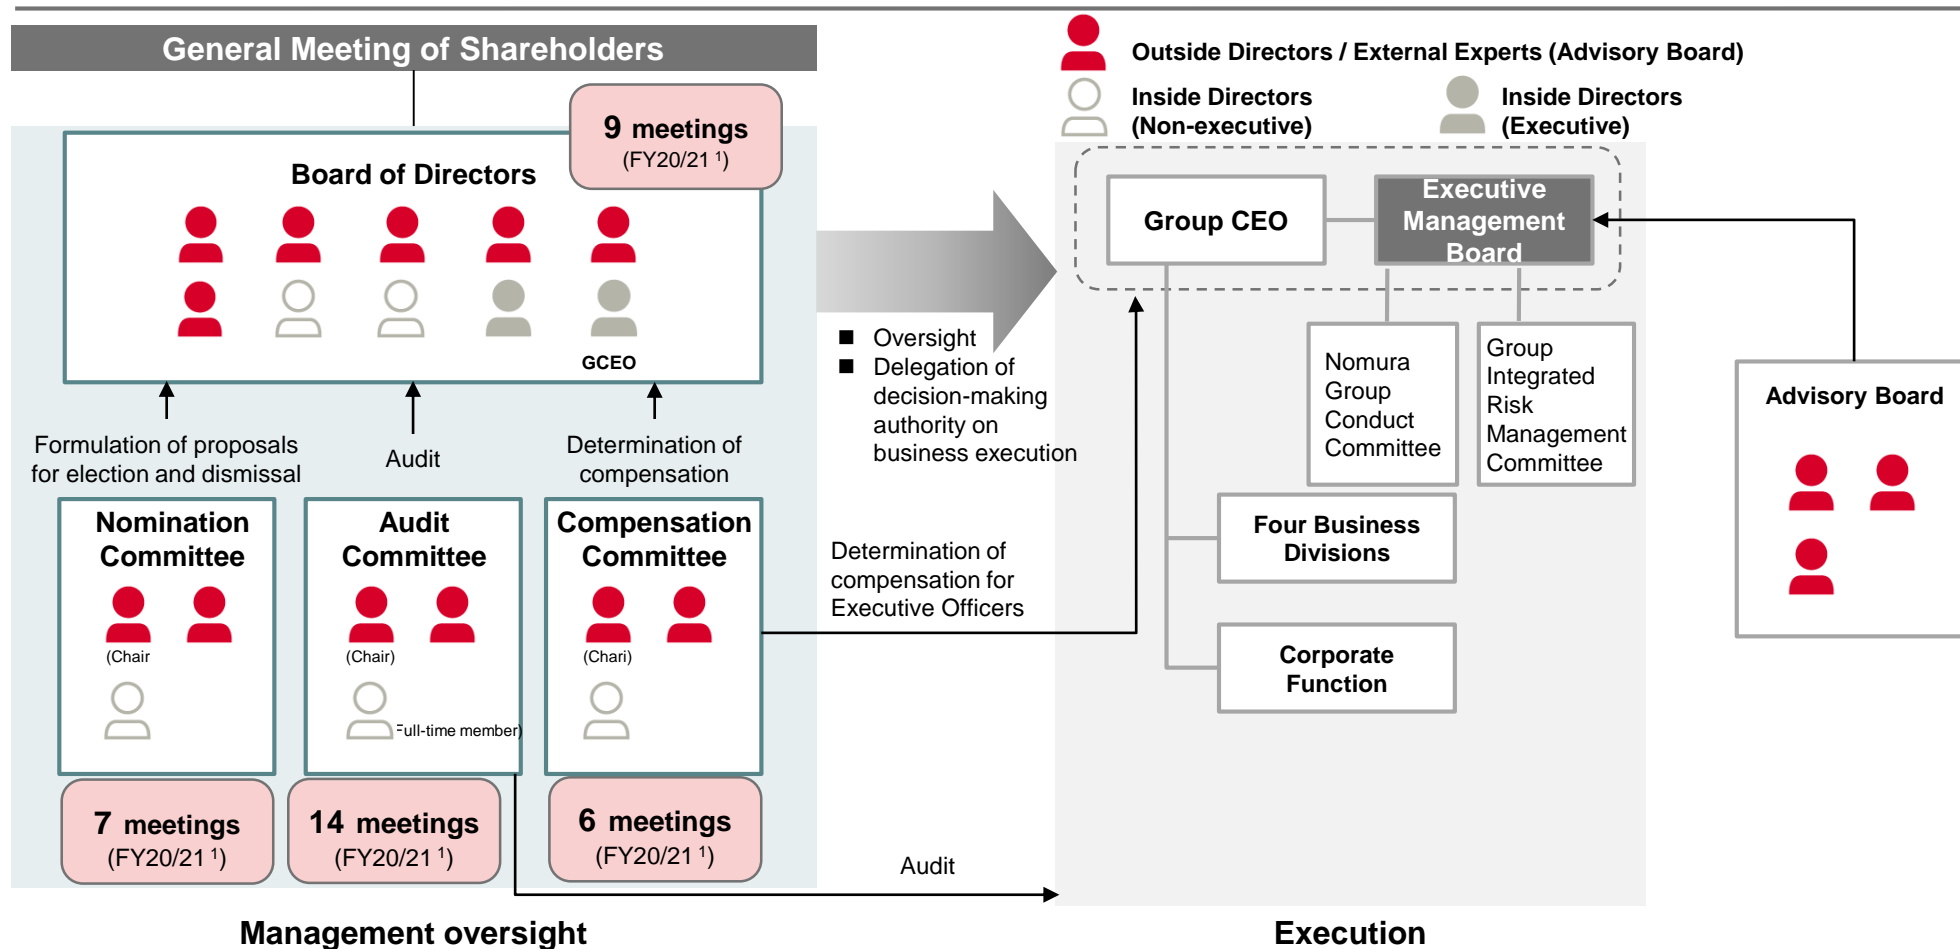 General Meeting of Shareholders
Outside Directors / External Experts (Advisory Board)
Inside Directors
(Non-executive)
Inside Directors
(Executive)
9 meetings
(FY20/21 ¹)
Board of Directors
GCEO
Formulation of proposals
for election and dismissal
Audit
Determination of
compensation
Nomination
Committee
(Chair
Audit
Committee
(Chair)
Full-time member)
Compensation
Committee
(Chari)
7 meetings
(FY20/21 ¹)
14 meetings
(FY20/21 ¹)
6 meetings
(FY20/21 ¹)
Management oversight
■ Oversight
■ Delegation of
decision-making
authority on
business execution
Determination of
compensation for
Executive Officers
Audit
Group CEO
Executive
Management
Board
Nomura
Group
Conduct
Committee
Group
Integrated
Risk
Management
Committee
Four Business
Divisions
Corporate
Function
Execution
Advisory Board